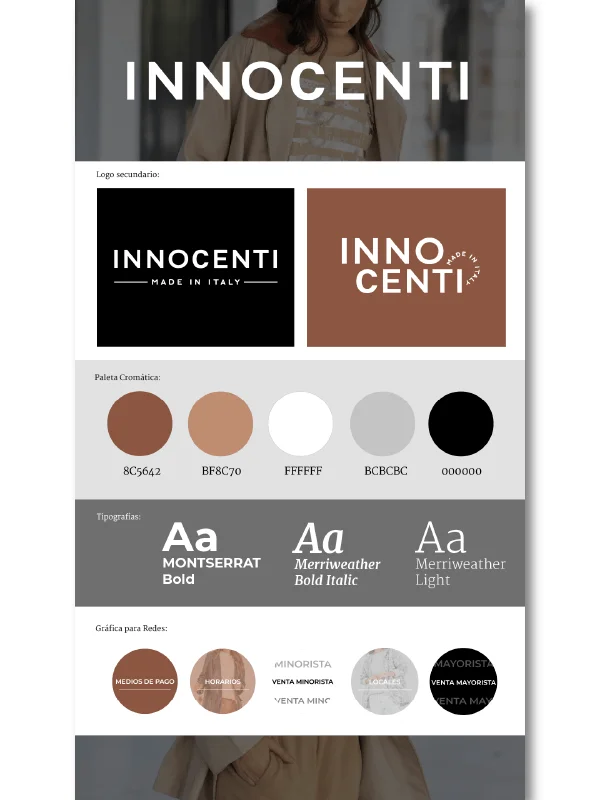 INNOCENTI
Logo secundario:
INNOCENTI
MADE IN ITALY
INNO
CENTI
MADE IN ITALY
Paleta Cromática:
8C5642
BF8C70
FFFFFF
BCBCBC
000000
Tipografías:
Aa
MONTSERRAT
Bold
Aa
Merriweather
Bold Italic
Aa
Merriweather
Light
Gráfica para Redes:
MEDIOS DE PAGO
HORARIOS
MINORISTA
VENTA MINORISTA
VENTA MINO
LOCALES
MAYORISTA
VENTA MAYORISTA
VENTA MAY